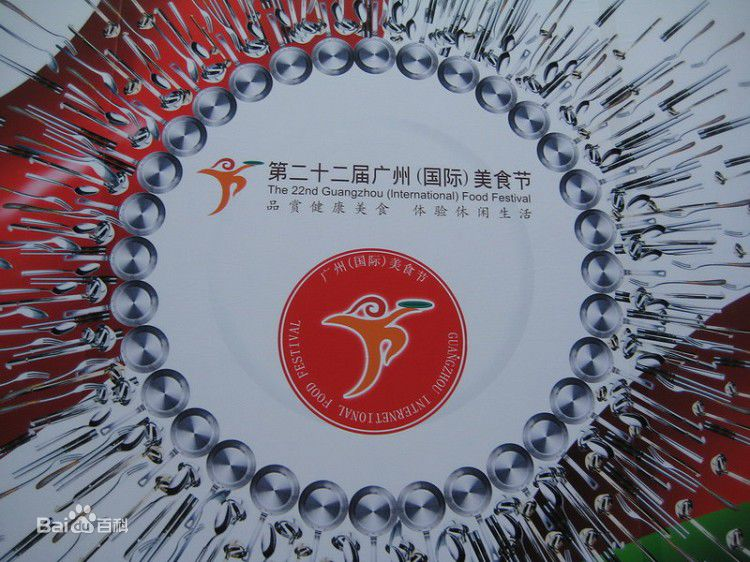 第二十二届广州(国际)美食节
The 22nd Guangzhou (International) Food Festival
品赏健康美食 体验休闲生活
广州(国际)美食节
GUANGZHOU INTERNETIONAL FOOD FESTIVAL
Bai百科